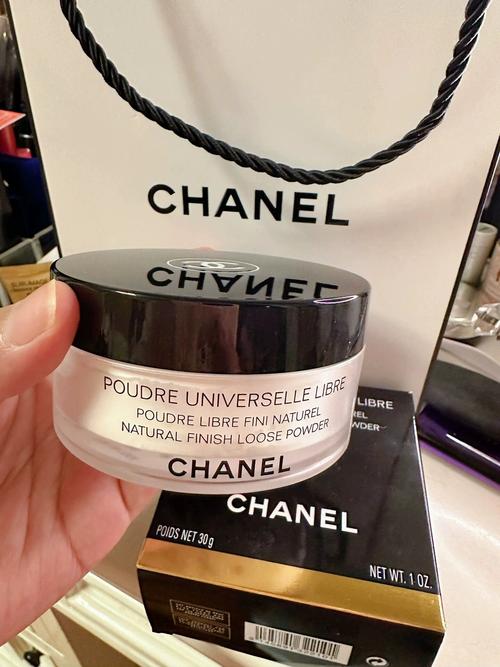 CHANEL
CHANEL
POUDRE UNIVERSELLE LIBRE
POUDRE LIBRE FINI NATUREL
NATURAL FINISH LOOSE POWDER
CHANEL
LIBRE
POWDER
CHANEL
POIDS NET 30g
NET WT. 1 OZ.